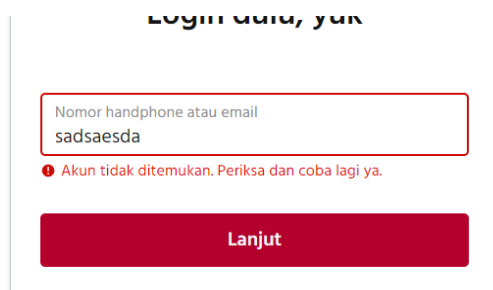 Login dulu, yuk
Nomor handphone atau email
sadsaesda
Akun tidak ditemukan. Periksa dan coba lagi ya.
Lanjut